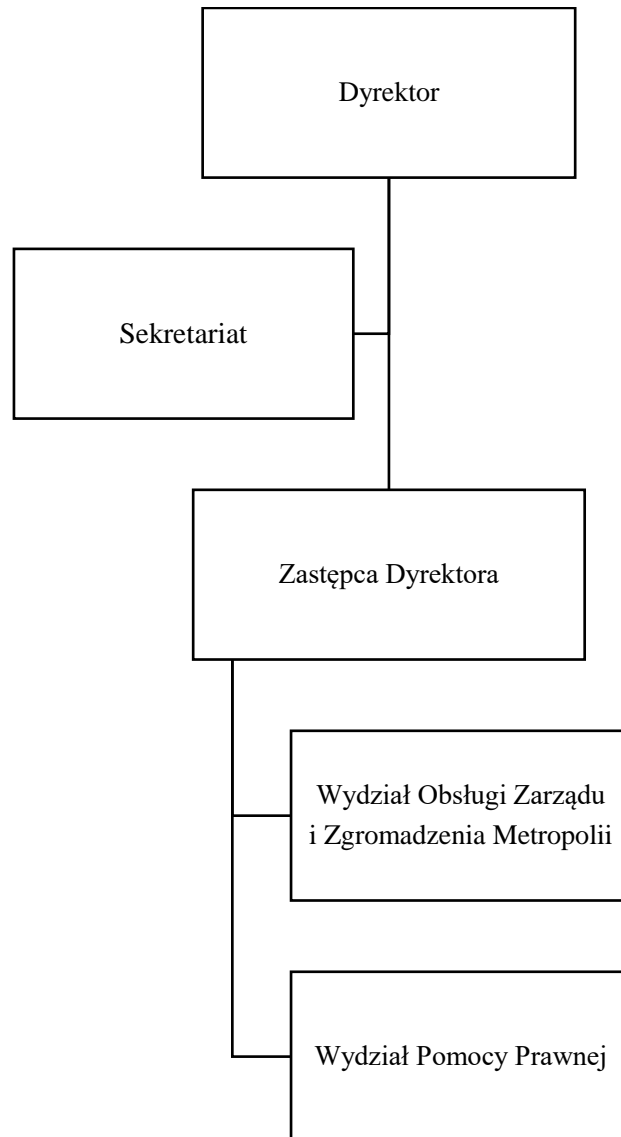 Dyrektor
Sekretariat
Zastępca Dyrektora
Wydział Obsługi Zarządu
i Zgromadzenia Metropolii
Wydział Pomocy Prawnej